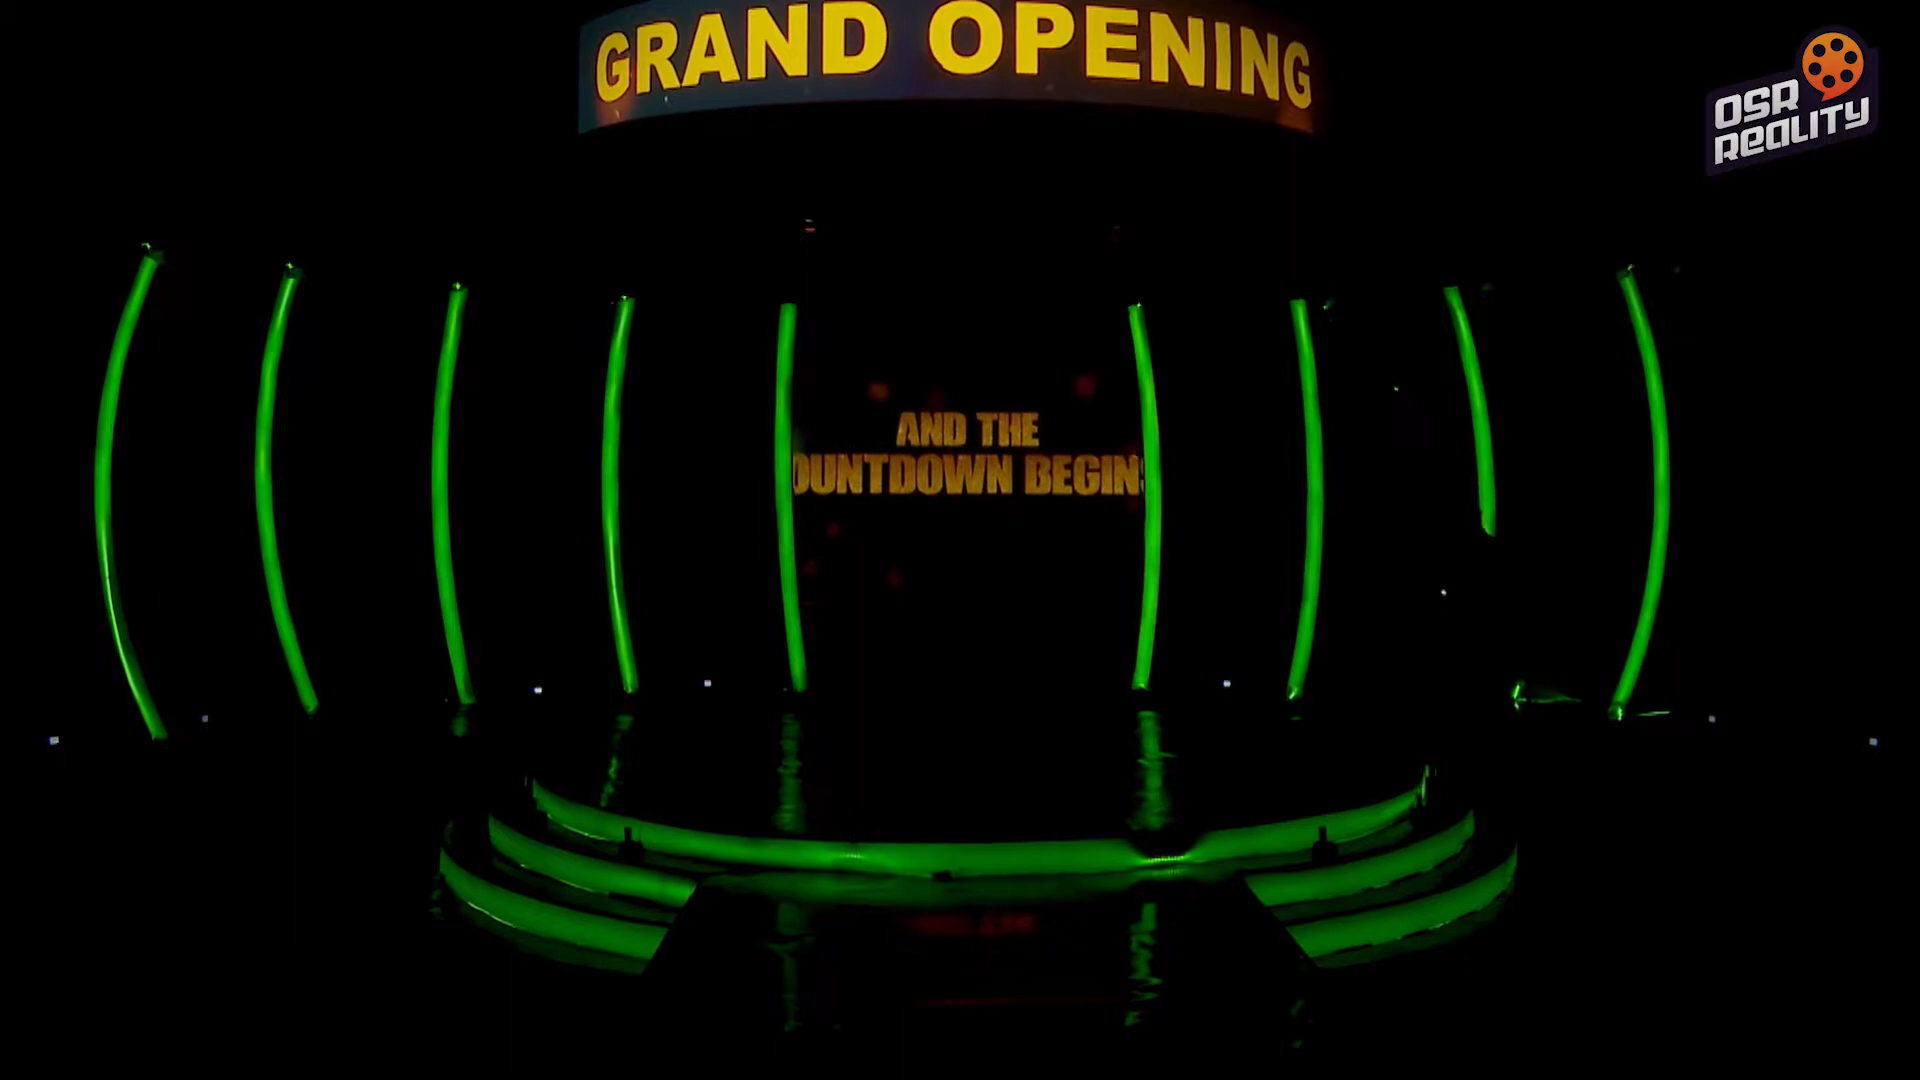 GRAND OPENING
OSR
REALITY
AND THE
OUNTDOWN BEGINS